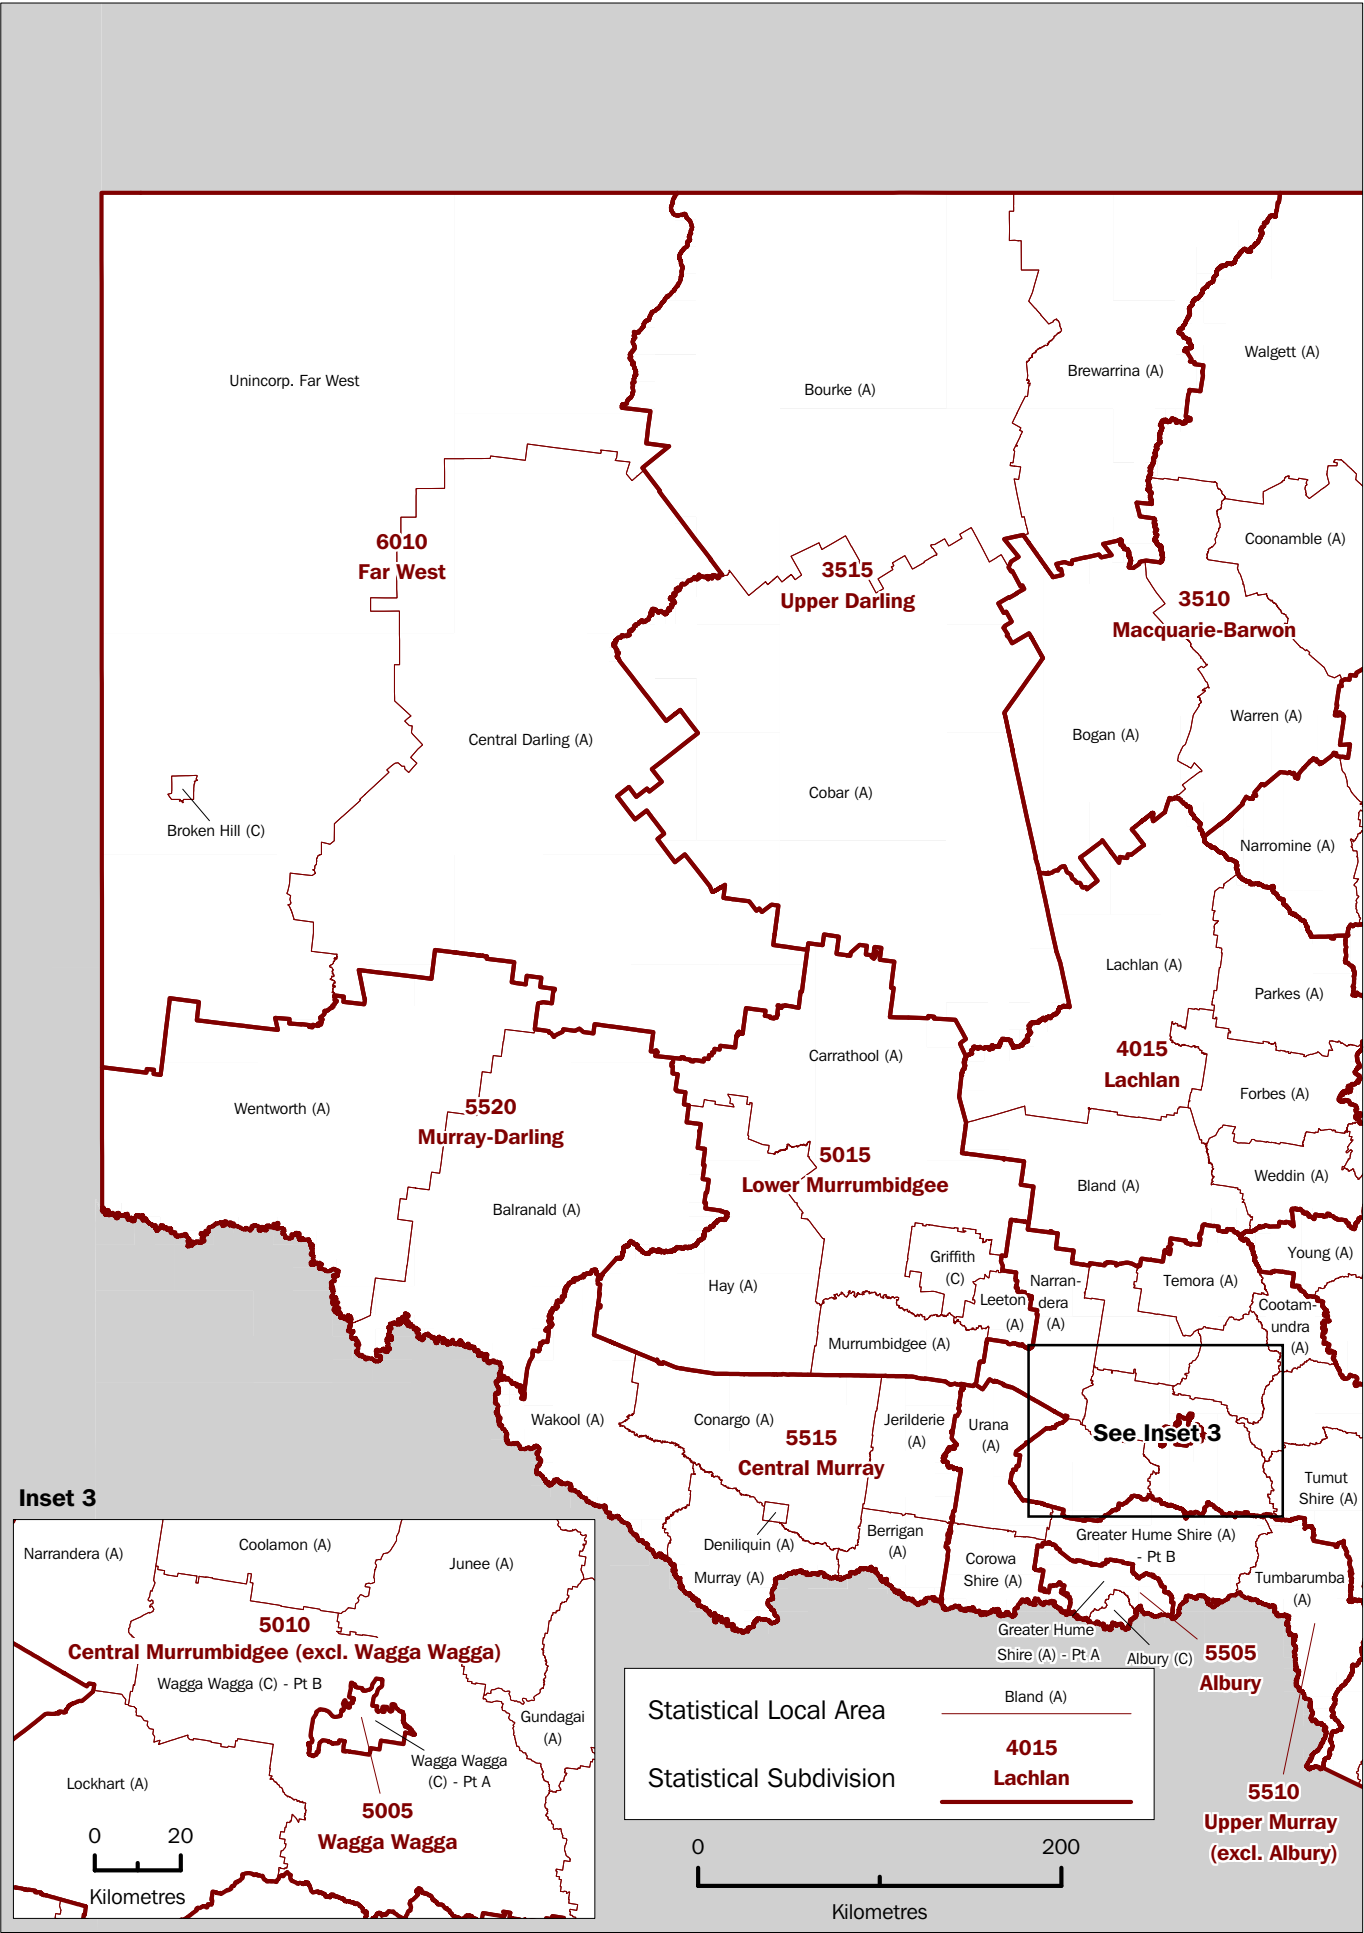 Unincorp. Far West
Bourke (A)
Brewarrina (A)
Walgett (A)
6010
Far West
3515
Upper Darling
Coonamble (A)
3510
Macquarie-Barwon
Central Darling (A)
Cobar (A)
Bogan (A)
Warren (A)
Broken Hill (C)
Narromine (A)
Lachlan (A)
Parkes (A)
Carrathool (A)
4015
Lachlan
Forbes (A)
Wentworth (A)
5520
Murray-Darling
5015
Lower Murrumbidgee
Bland (A)
Weddin (A)
Balranald (A)
Young (A)
Griffith
(C)
Hay (A)
Leeton
(A)
Narran-
dera
(A)
Temora (A)
Cootam-
undra
(A)
Murrumbidgee (A)
Wakool (A)
Conargo (A)
Jerilderie
(A)
Urana
(A)
See Inset 3
5515
Central Murray
Tumut
Shire (A)
Deniliquin (A)
Murray (A)
Berrigan
(A)
Corowa
Shire (A)
Greater Hume Shire (A)
- Pt B
Tumbarumba
(A)
Greater Hume
Shire (A) - Pt A
Albury (C)
5505
Albury
5510
Upper Murray
(excl. Albury)
Inset 3
Narrandera (A)
Coolamon (A)
Junee (A)
5010
Central Murrumbidgee (excl. Wagga Wagga)
Wagga Wagga (C) - Pt B
Gundagai
(A)
Wagga Wagga
(C) - Pt A
Lockhart (A)
5005
Wagga Wagga
0 20
Kilometres
Statistical Local Area
Bland (A)
Statistical Subdivision
4015
Lachlan
0 200
Kilometres